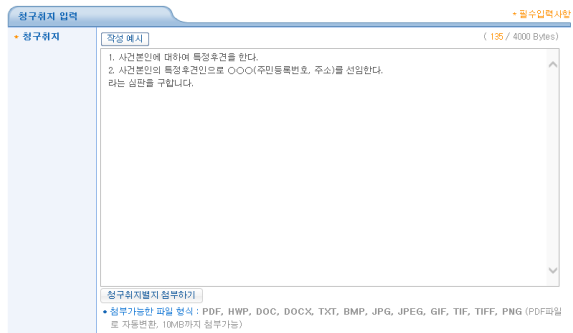 청구취지 입력
+ 필수입력사항
• 청구취지
작성 예시
( 135 / 4000 Bytes)
1. 사건본인에 대하여 특정후견을 한다.
2. 사건본인의 특정후견인으로 ○○○(주민등록번호, 주소)를 선임한다.
라는 심판을 구합니다.
청구취지별지 첨부하기
• 첨부가능한 파일 형식 : PDF, HWP, DOC, DOCX, TXT, BMP, JPG, JPEG, GIF, TIF, TIFF, PNG (PDF파일
로 자동변환, 10MB까지 첨부가능)